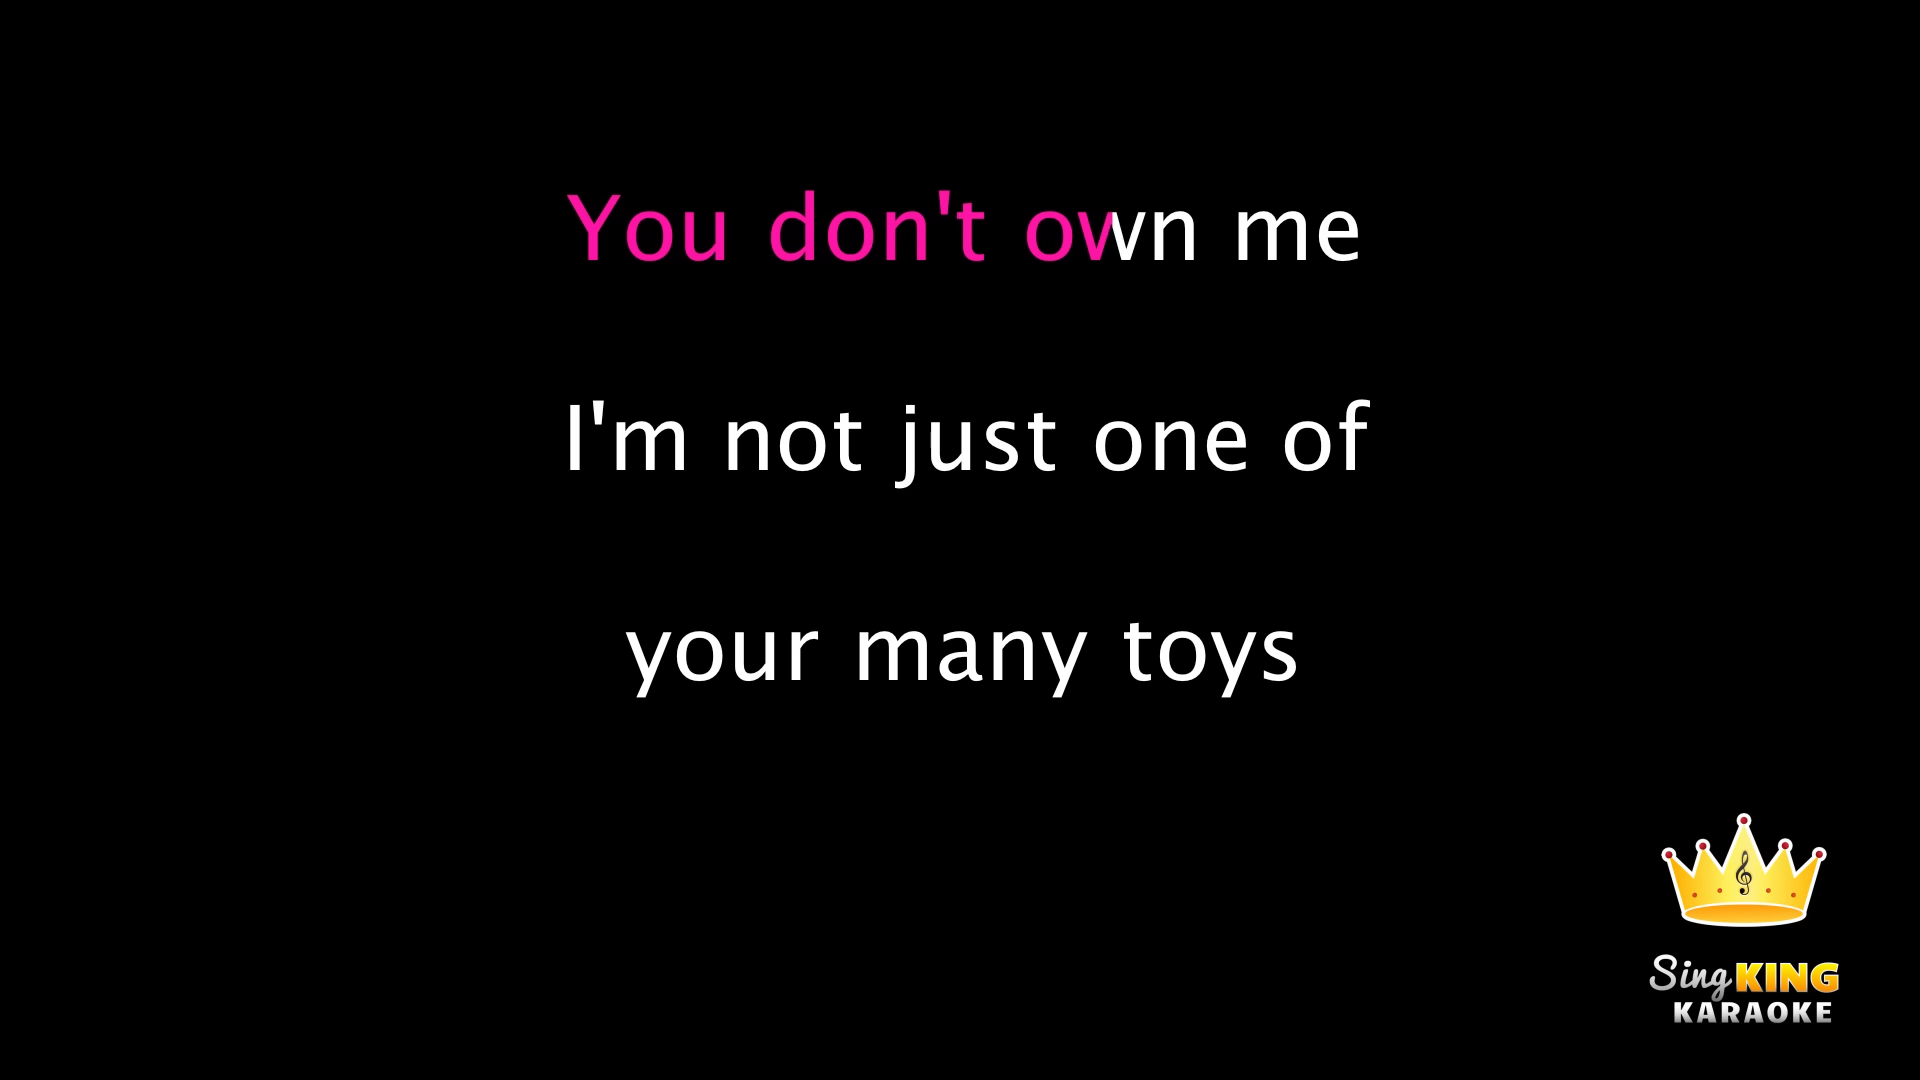 You don't own me
I'm not just one of
your many toys
Sing KING
KARAOKE